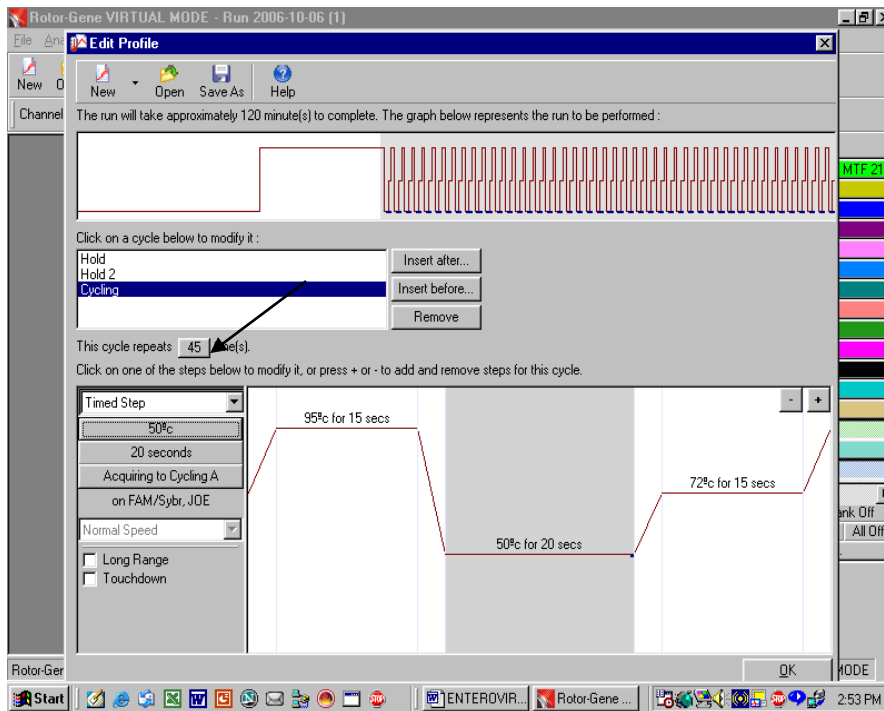 Rotor-Gene VIRTUAL MODE - Run 2006-10-06 (1)
File Ana
Edit Profile
New
New Open Save As Help
Channel
The run will take approximately 120 minute(s) to complete. The graph below represents the run to be performed :
MTF 21
Click on a cycle below to modify it :
Hold
Hold 2
Cycling
Insert after...
Insert before...
Remove
This cycle repeats 45 me(s).
Click on one of the steps below to modify it, or press + or - to add and remove steps for this cycle.
Timed Step
- +
50ºc
20 seconds
Acquiring to Cycling A
on FAM/Sybr, JOE
Normal Speed
Long Range
Touchdown
95ºc for 15 secs
50ºc for 20 secs
72ºc for 15 secs
ank Off
All Off
OK
Rotor-Ger
MODE
Start
ENTEROVIR...
Rotor-Gene ...
2:53 PM